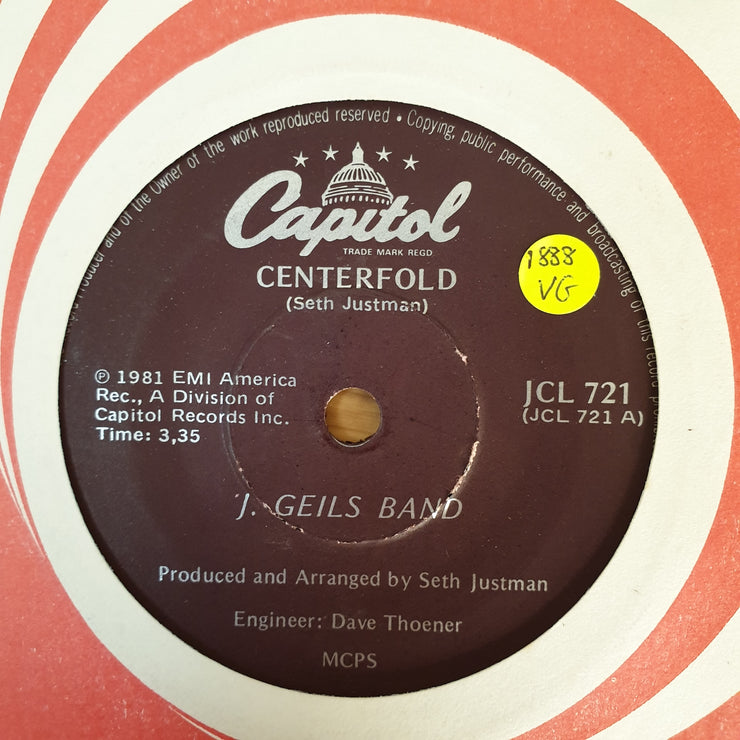 Producer and of the Owner of the work reproduced reserved • Copying, public performance and broadcasting of this record
Capitol
TRADE MARK REGD
CENTERFOLD
(Seth Justman)
1888
VG
℗ 1981 EMI America
Rec., A Division of
Capitol Records Inc.
Time: 3,35
JCL 721
(JCL 721 A)
J. GEILS BAND
Produced and Arranged by Seth Justman
Engineer: Dave Thoener
MCPS